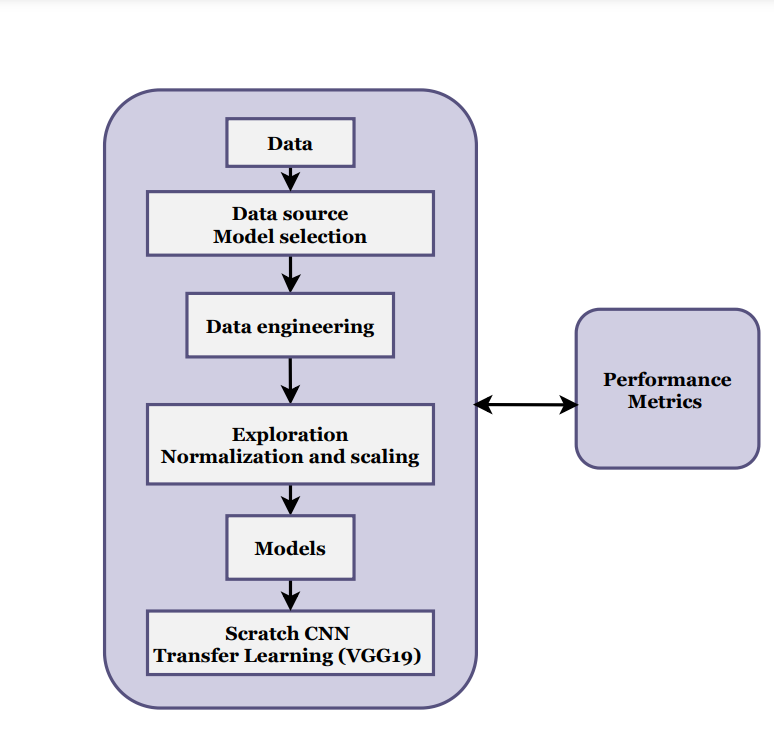 Data
Data source
Model selection
Data engineering
Exploration
Normalization and scaling
Models
Scratch CNN
Transfer Learning (VGG19)
Performance
Metrics